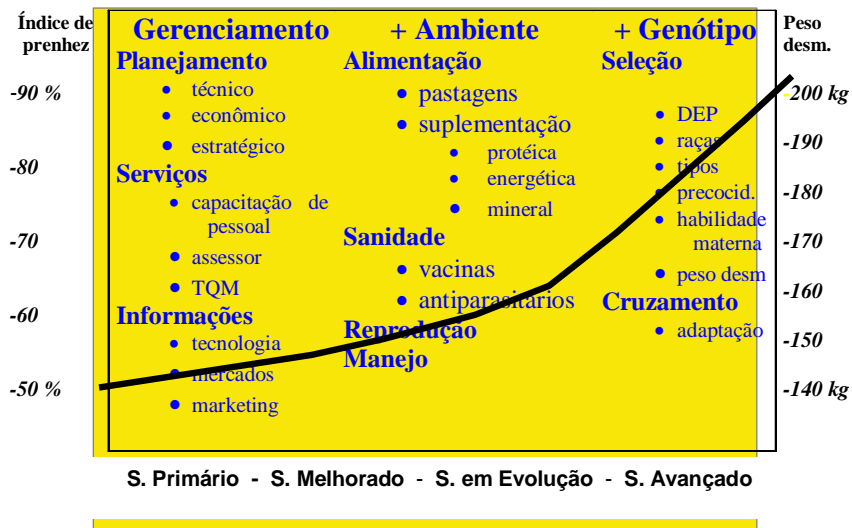 Índice de
prenhez
-90 %
-80
-70
-60
-50 %
Gerenciamento
Planejamento
• técnico
• econômico
• estratégico
Serviços
• capacitação de
pessoal
• assessor
• TQM
Informações
• tecnologia
• mercados
• marketing
+ Ambiente
Alimentação
• pastagens
• suplementação
• protéica
• energética
• mineral
Sanidade
• vacinas
• antiparasitários
Reprodução
Manejo
+ Genótipo
Seleção
• DEP
• raças
• tipos
• precocid.
• habilidade
materna
• peso desm
Cruzamento
• adaptação
Peso
desm.
-200 kg
-190
-180
-170
-160
-150
-140 kg
S. Primário - S. Melhorado - S. em Evolução - S. Avançado